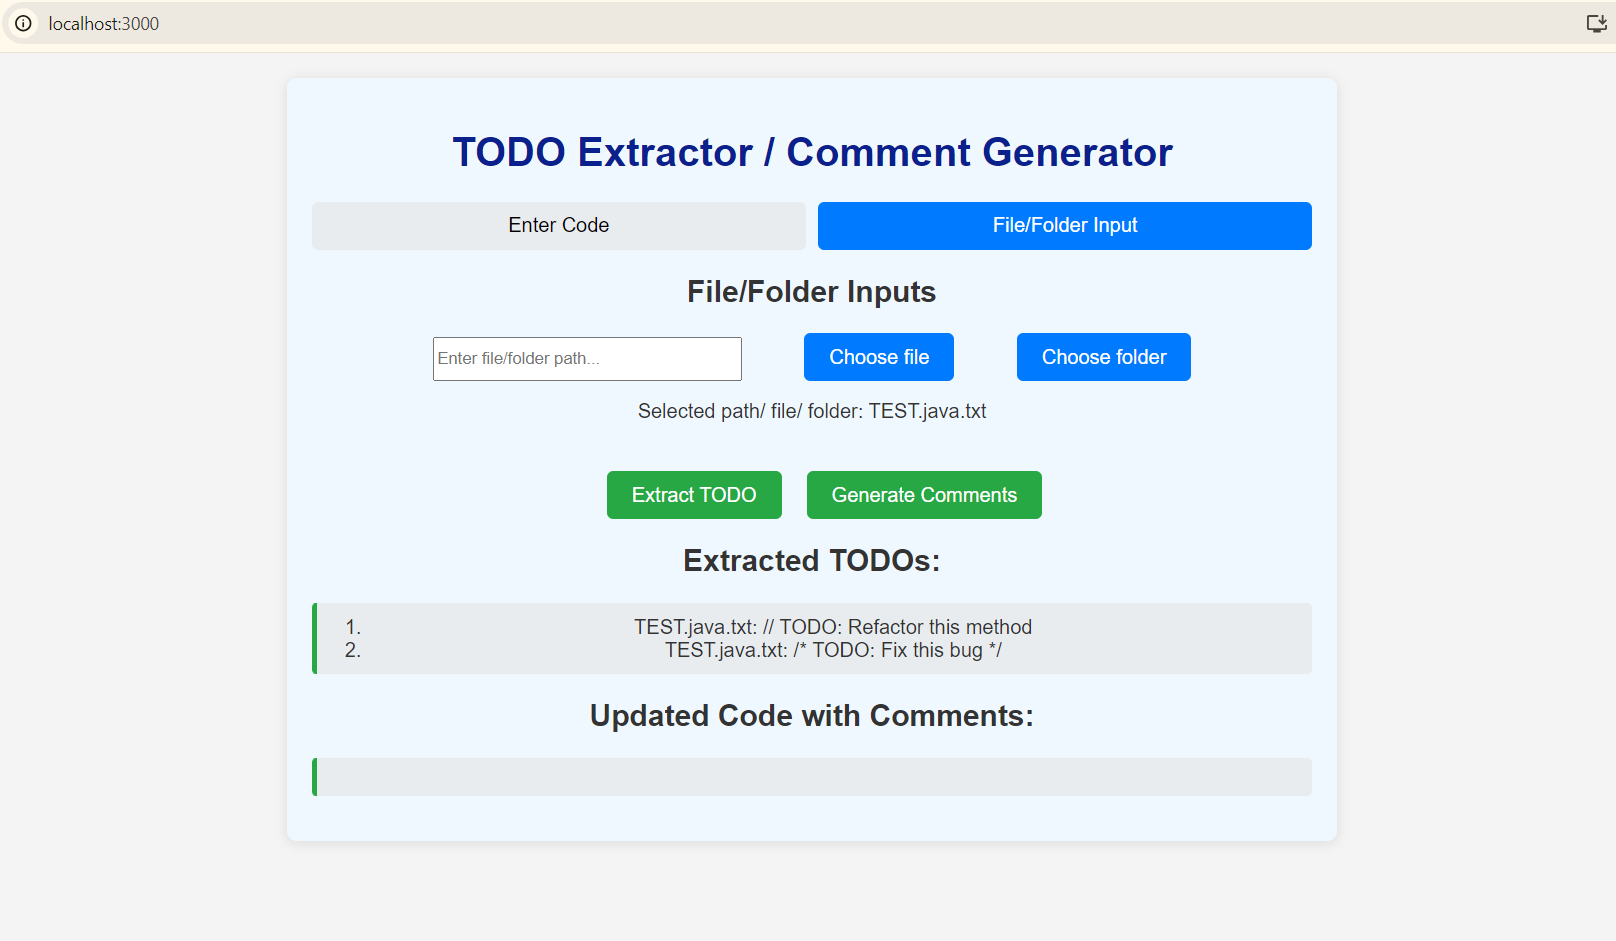 localhost:3000
TODO Extractor / Comment Generator
Enter Code
File/Folder Input
File/Folder Inputs
Enter file/folder path...
Choose file
Choose folder
Selected path/ file/ folder: TEST.java.txt
Extract TODO
Generate Comments
Extracted TODOs:
1. TEST.java.txt: // TODO: Refactor this method
2. TEST.java.txt: /* TODO: Fix this bug */
Updated Code with Comments: